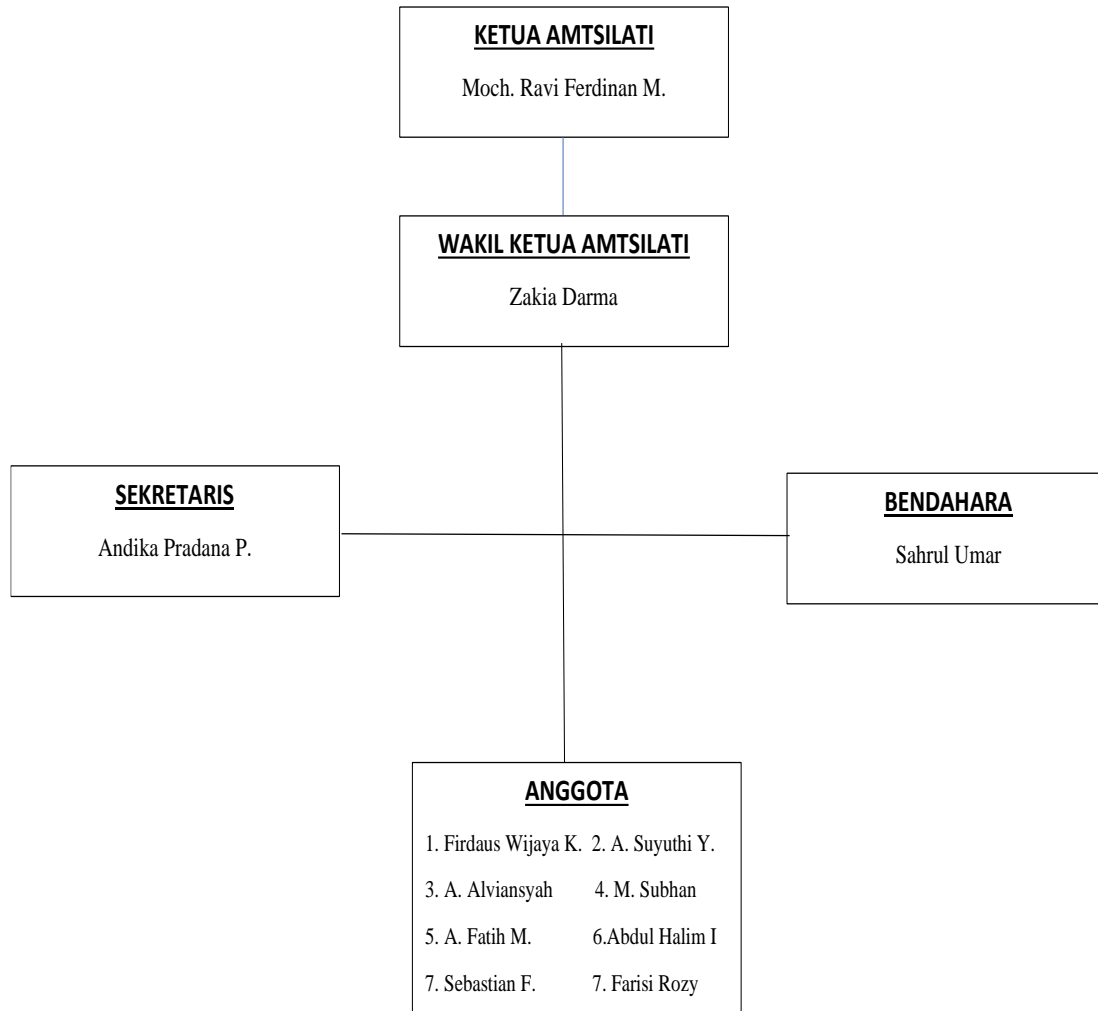 KETUA AMTSILATI
Moch. Ravi Ferdinan M.
WAKIL KETUA AMTSILATI
Zakia Darma
SEKRETARIS
Andika Pradana P.
BENDAHARA
Sahrul Umar
ANGGOTA
1. Firdaus Wijaya K. 2. A. Suyuthi Y.
3. A. Alviansyah 4. M. Subhan
5. A. Fatih M. 6.Abdul Halim I
7. Sebastian F. 7. Farisi Rozy